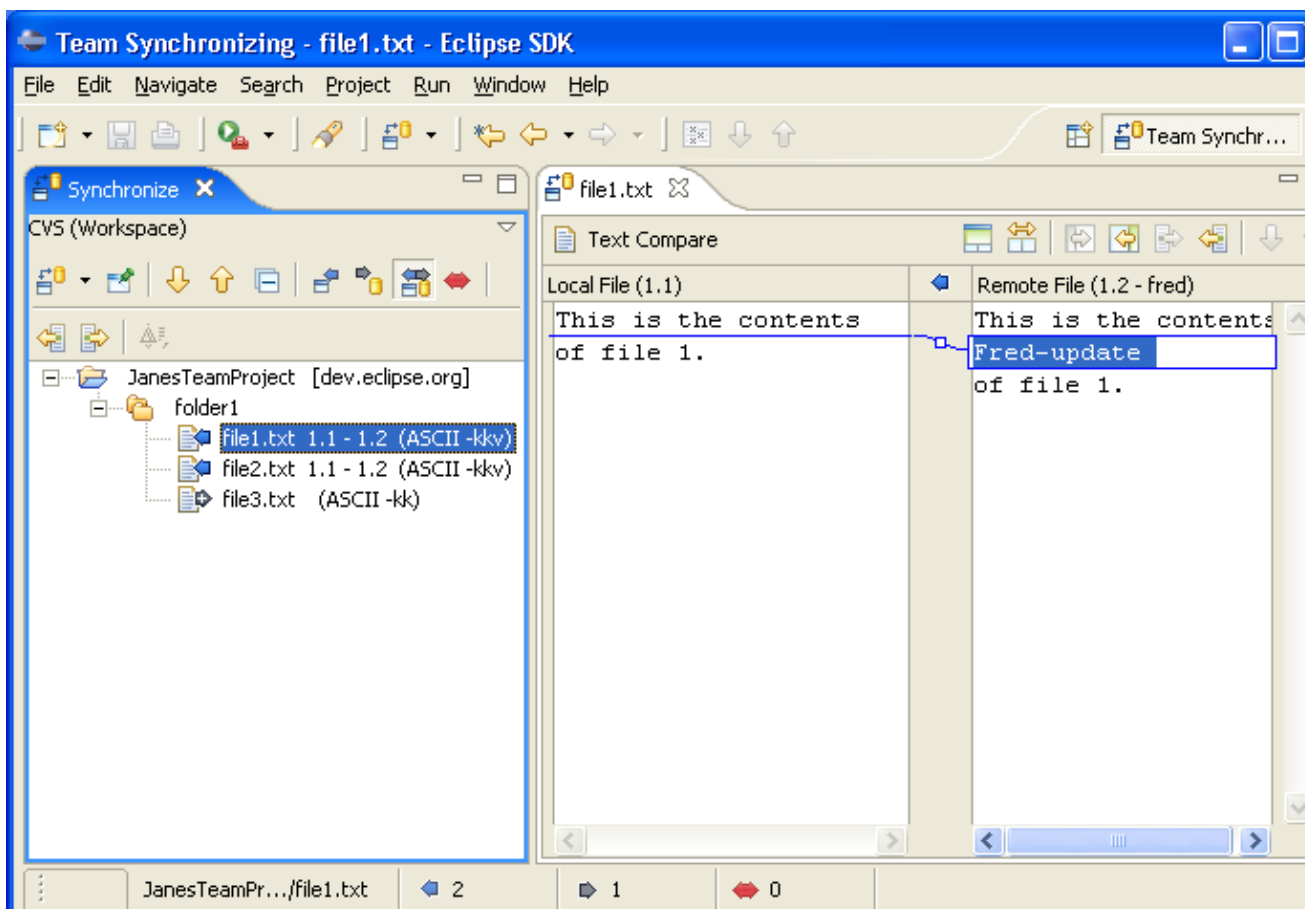 Team Synchronizing - file1.txt - Eclipse SDK
File Edit Navigate Search Project Run Window Help
Team Synchr...
Synchronize
CVS (Workspace)
JanesTeamProject [dev.eclipse.org]
folder1
file1.txt 1.1 - 1.2 (ASCII -kkv)
file2.txt 1.1 - 1.2 (ASCII -kkv)
file3.txt (ASCII -kk)
file1.txt
Text Compare
Local File (1.1)
This is the contents
of file 1.
Remote File (1.2 - fred)
This is the contents
Fred-update
of file 1.
JanesTeamPr.../file1.txt 2 1 0